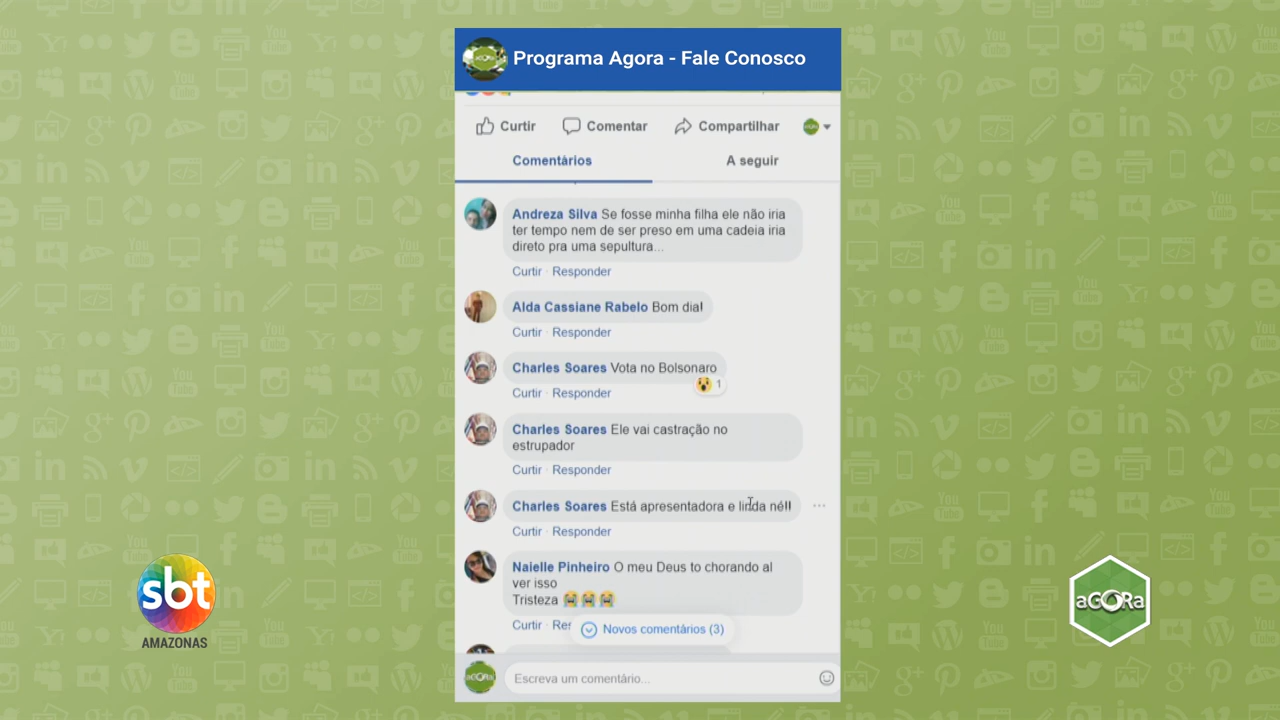 Programa Agora - Fale Conosco
Curtir Comentar Compartilhar
Comentários A seguir
Andreza Silva Se fosse minha filha ele não iria
ter tempo nem de ser preso em uma cadeia iria
direto pra uma sepultura...
Curtir · Responder
Alda Cassiane Rabelo Bom dia!
Curtir · Responder
Charles Soares Vota no Bolsonaro
1
Curtir · Responder
Charles Soares Ele vai castração no
estrupador
Curtir · Responder
Charles Soares Está apresentadora e linda né!!
Curtir · Responder
Naielle Pinheiro O meu Deus to chorando al
ver isso
Tristeza 😭😭😭
Curtir · Res
Novos comentários (3)
Escreva um comentário...
sbt
AMAZONAS
aGORa